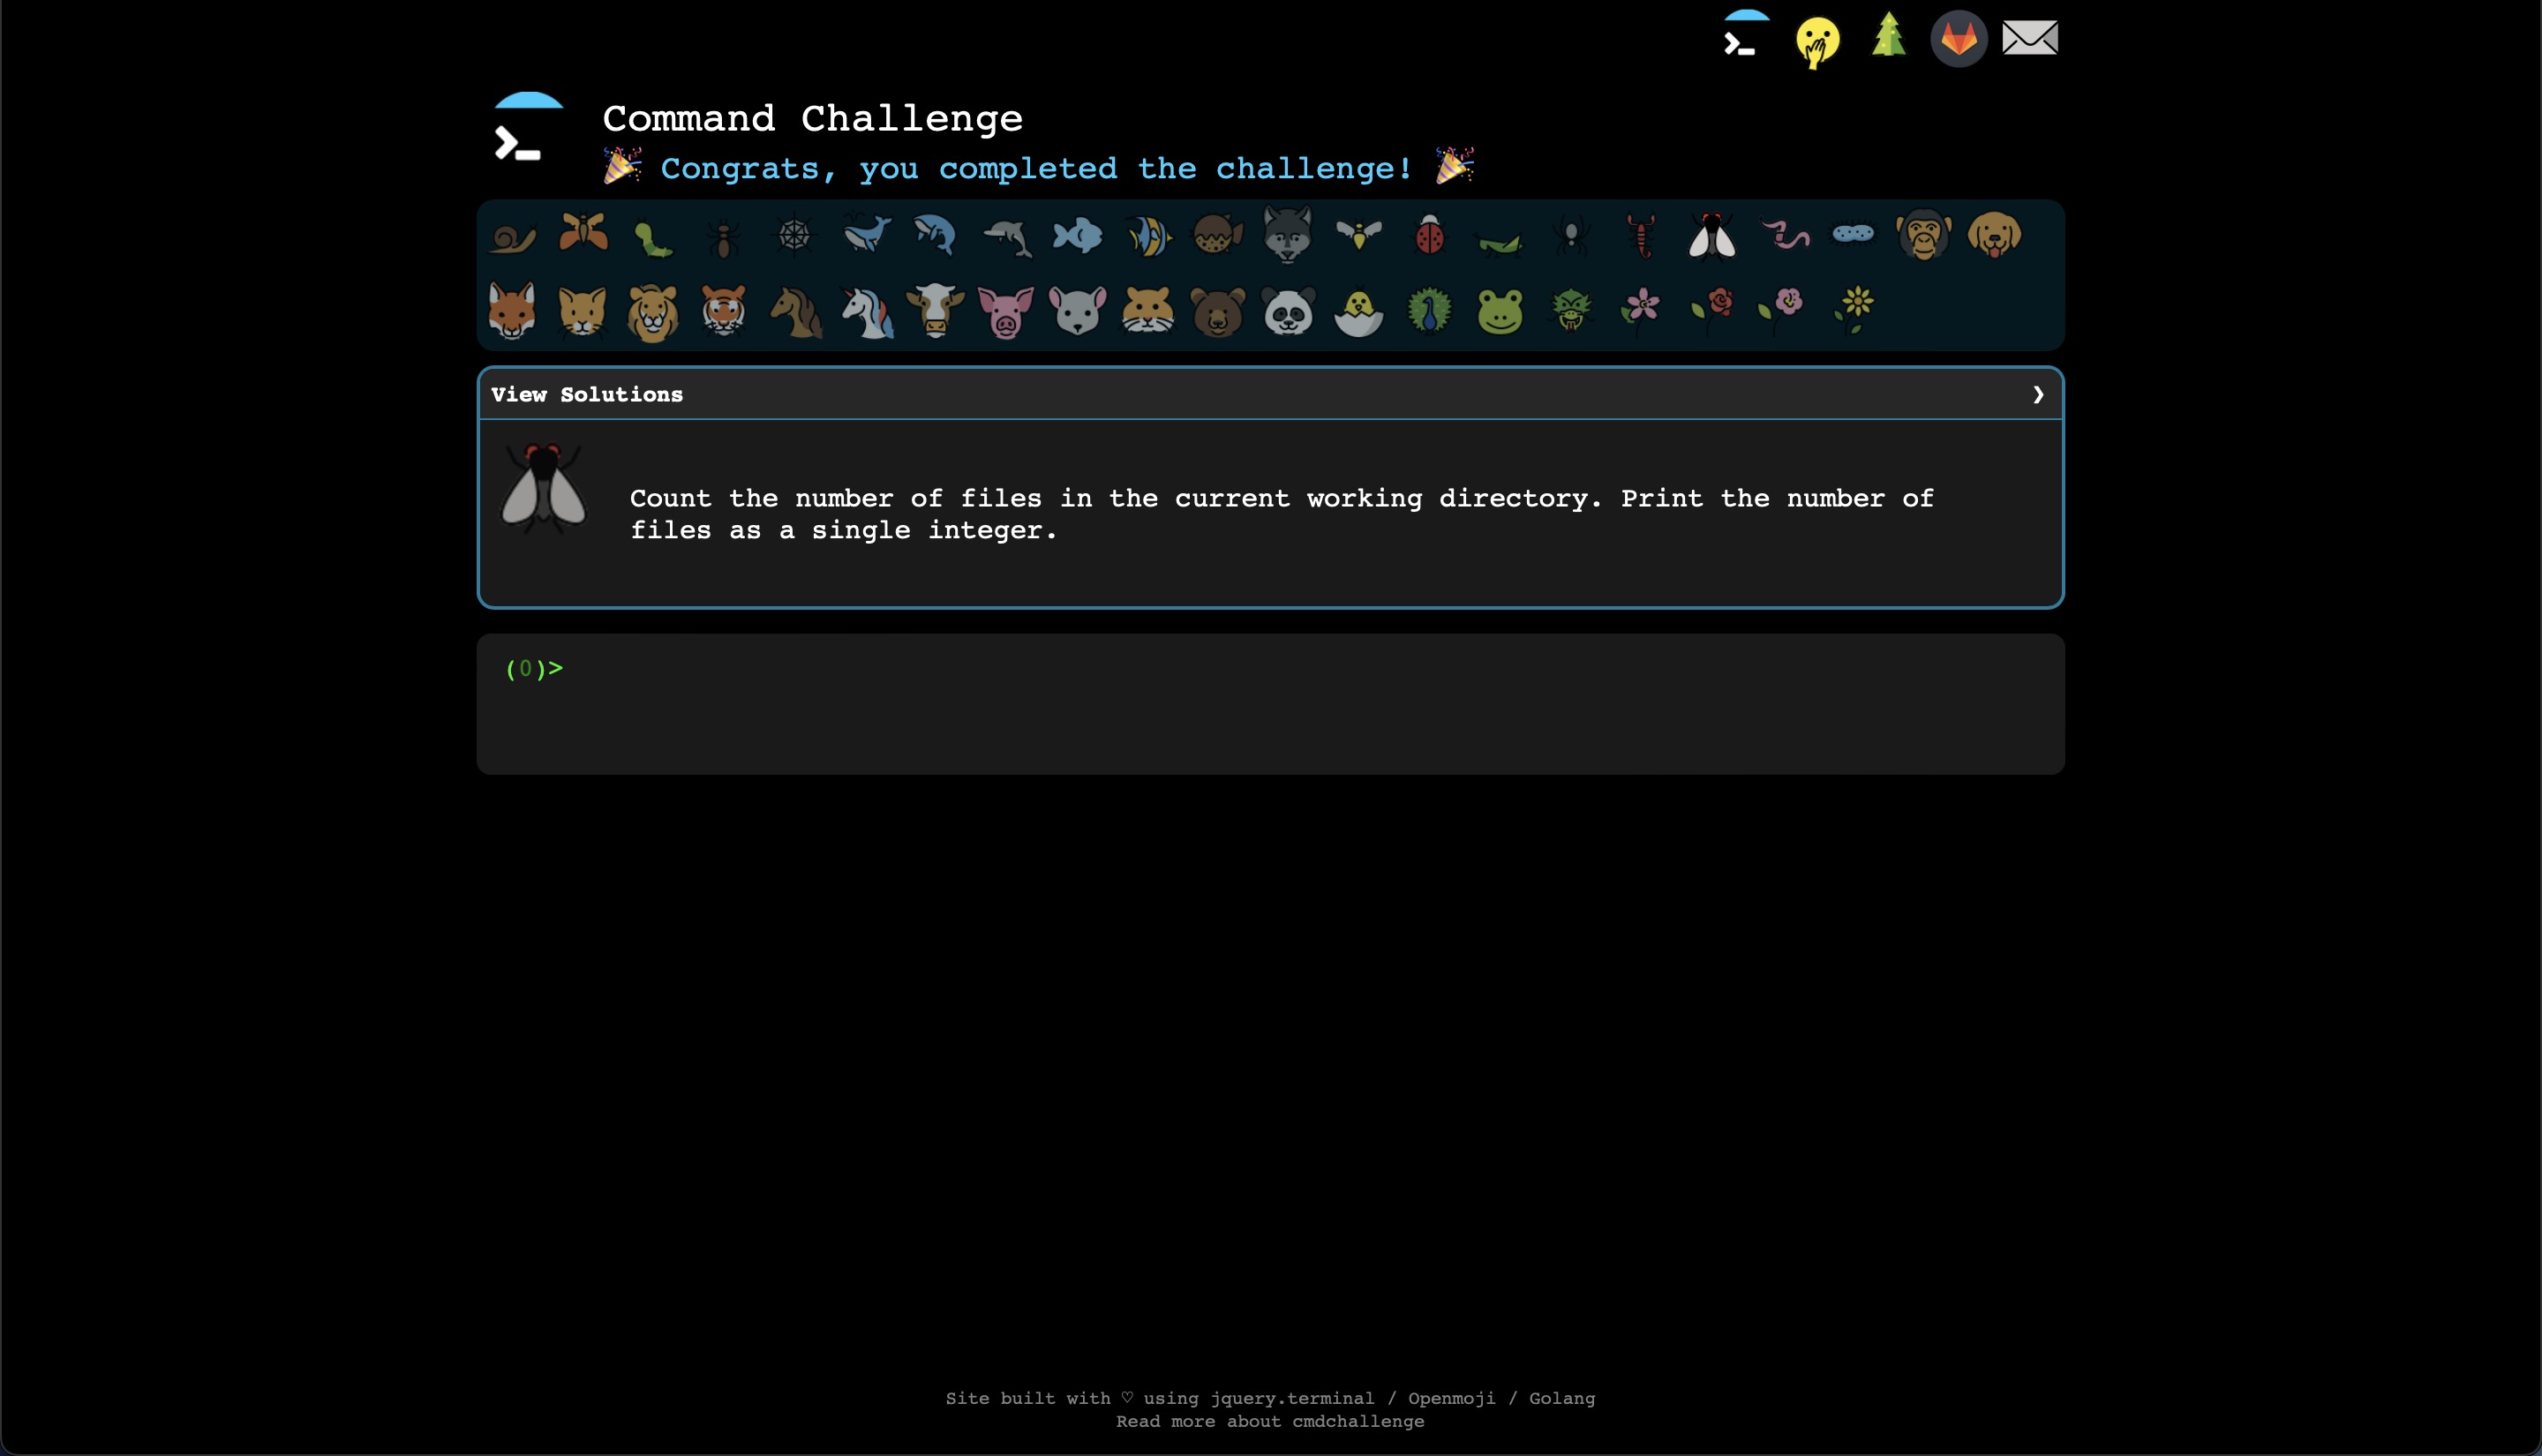 Command Challenge
🎉 Congrats, you completed the challenge! 🎉
View Solutions ❯
Count the number of files in the current working directory. Print the number of
files as a single integer.
(0)>
Site built with ♡ using jquery.terminal / Openmoji / Golang
Read more about cmdchallenge